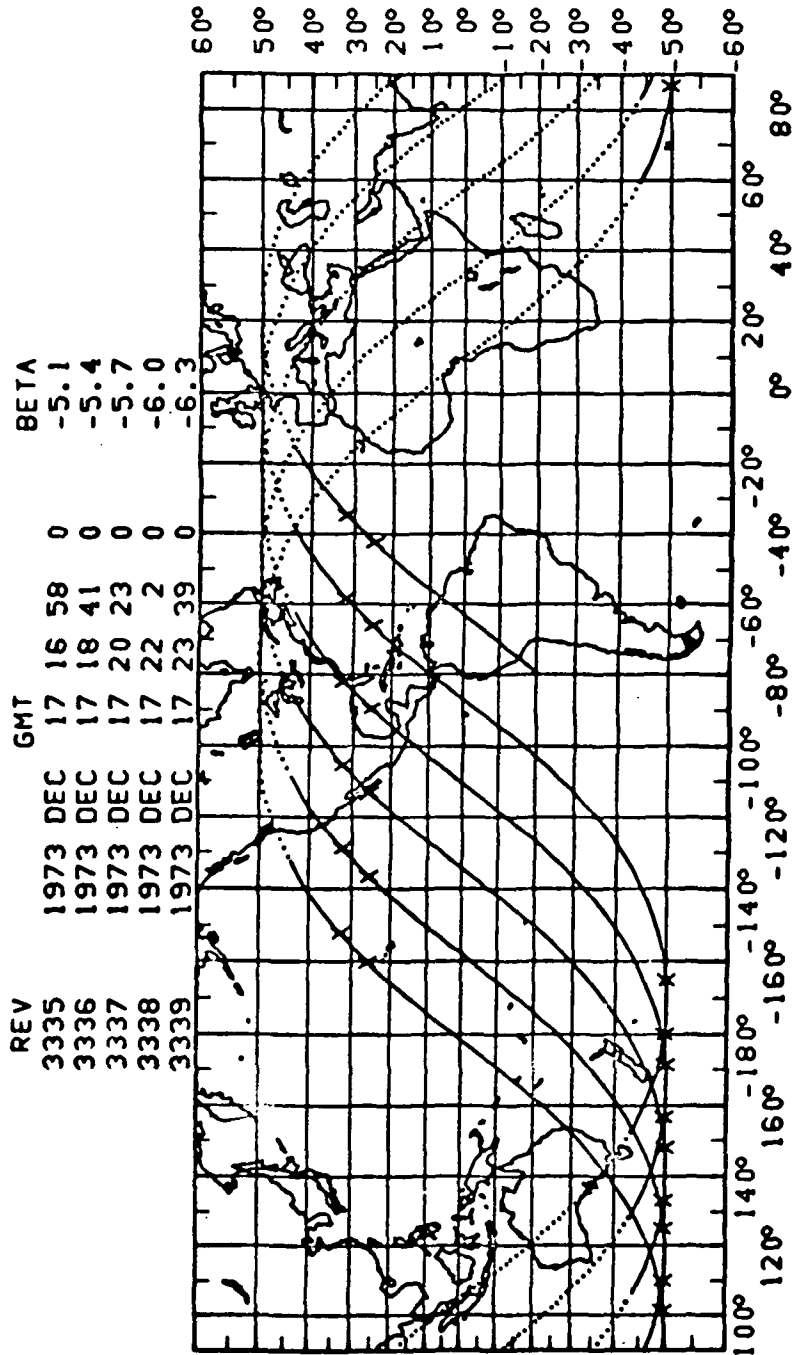 REV GMT BETA
3335 1973 DEC 17 16 58 0 -5.1
3336 1973 DEC 17 18 41 0 -5.4
3337 1973 DEC 17 20 23 0 -5.7
3338 1973 DEC 17 22 2 0 -6.0
3339 1973 DEC 17 23 39 0 -6.3
60°
50°
40°
30°
20°
10°
0°
-10°
-20°
-30°
-40°
-50°
-60°
100° 120° 140° 160° -180° -160° -140° -120° -100° -80° -60° -40° -20° 0° 20° 40° 60° 80°